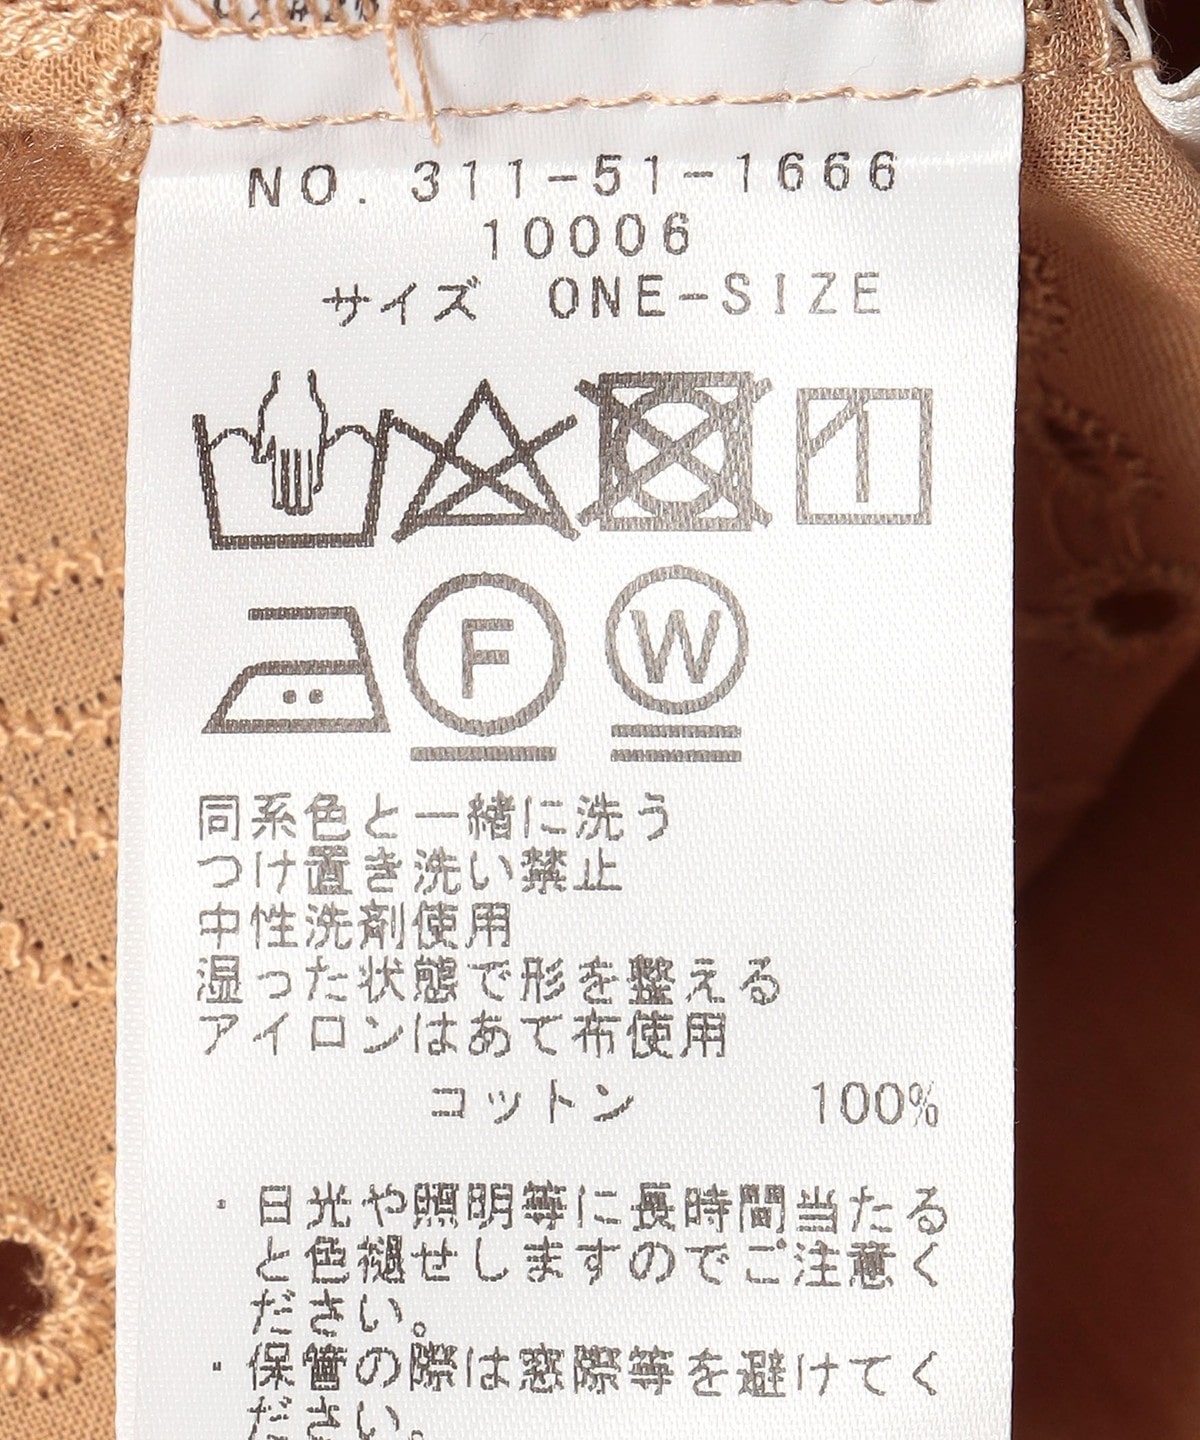 NO. 311-51-1666
10006
サイズ ONE-SIZE
F W
同系色と一緒に洗う
つけ置き洗い禁止
中性洗剤使用
湿った状態で形を整える
アイロンはあて布使用
コットン 100%
・日光や照明等に長時間当たる
と色褪せしますのでご注意く
ださい。
・保管の際は窓際等を避けてく
ださい。